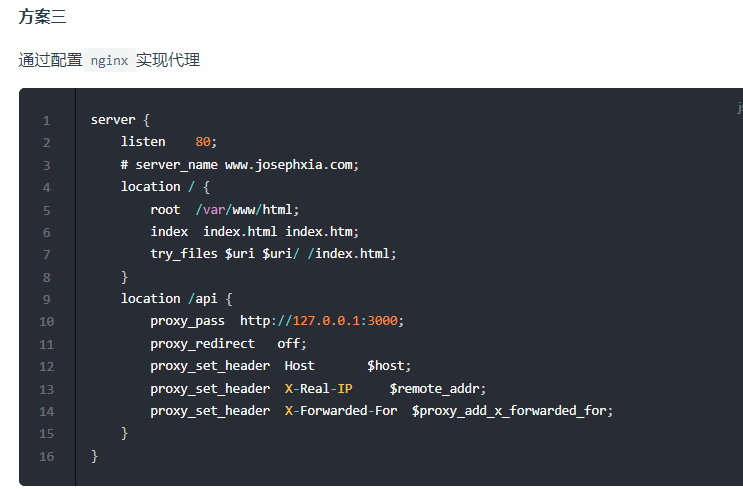 方案三
通过配置 nginx 实现代理
1 server {
2     listen    80;
3     # server_name www.josephxia.com;
4     location / {
5         root  /var/www/html;
6         index  index.html index.htm;
7         try_files $uri $uri/ /index.html;
8     }
9     location /api {
10         proxy_pass  http://127.0.0.1:3000;
11         proxy_redirect   off;
12         proxy_set_header  Host       $host;
13         proxy_set_header  X-Real-IP     $remote_addr;
14         proxy_set_header  X-Forwarded-For  $proxy_add_x_forwarded_for;
15     }
16 }